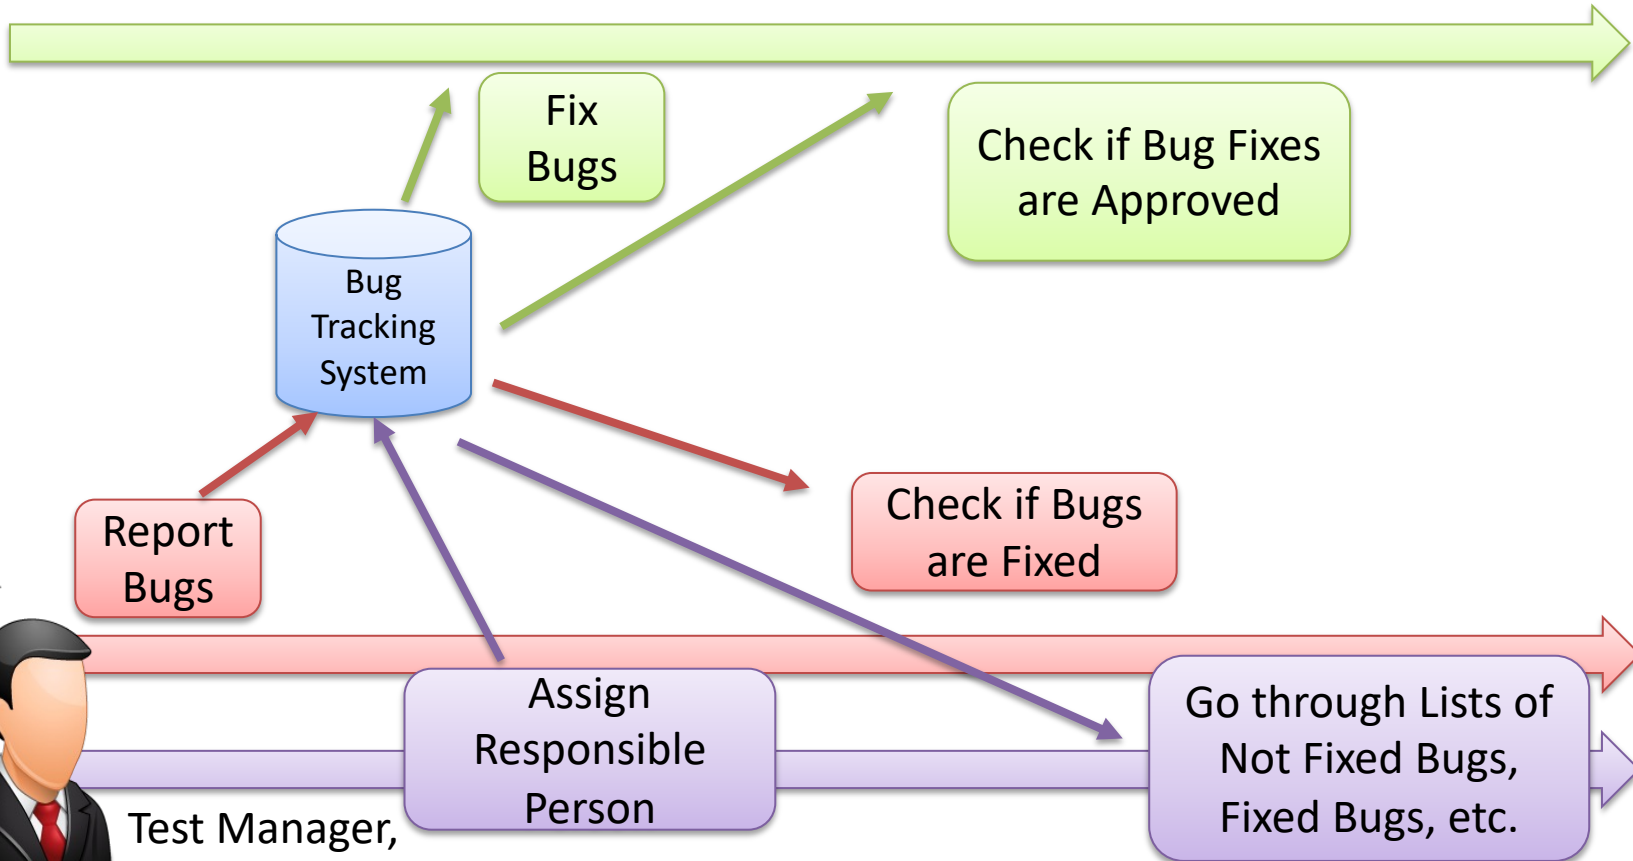 Fix
Bugs
Check if Bug Fixes
are Approved
Bug
Tracking
System
Report
Bugs
Check if Bugs
are Fixed
Assign
Responsible
Person
Go through Lists of
Not Fixed Bugs,
Fixed Bugs, etc.
Test Manager,